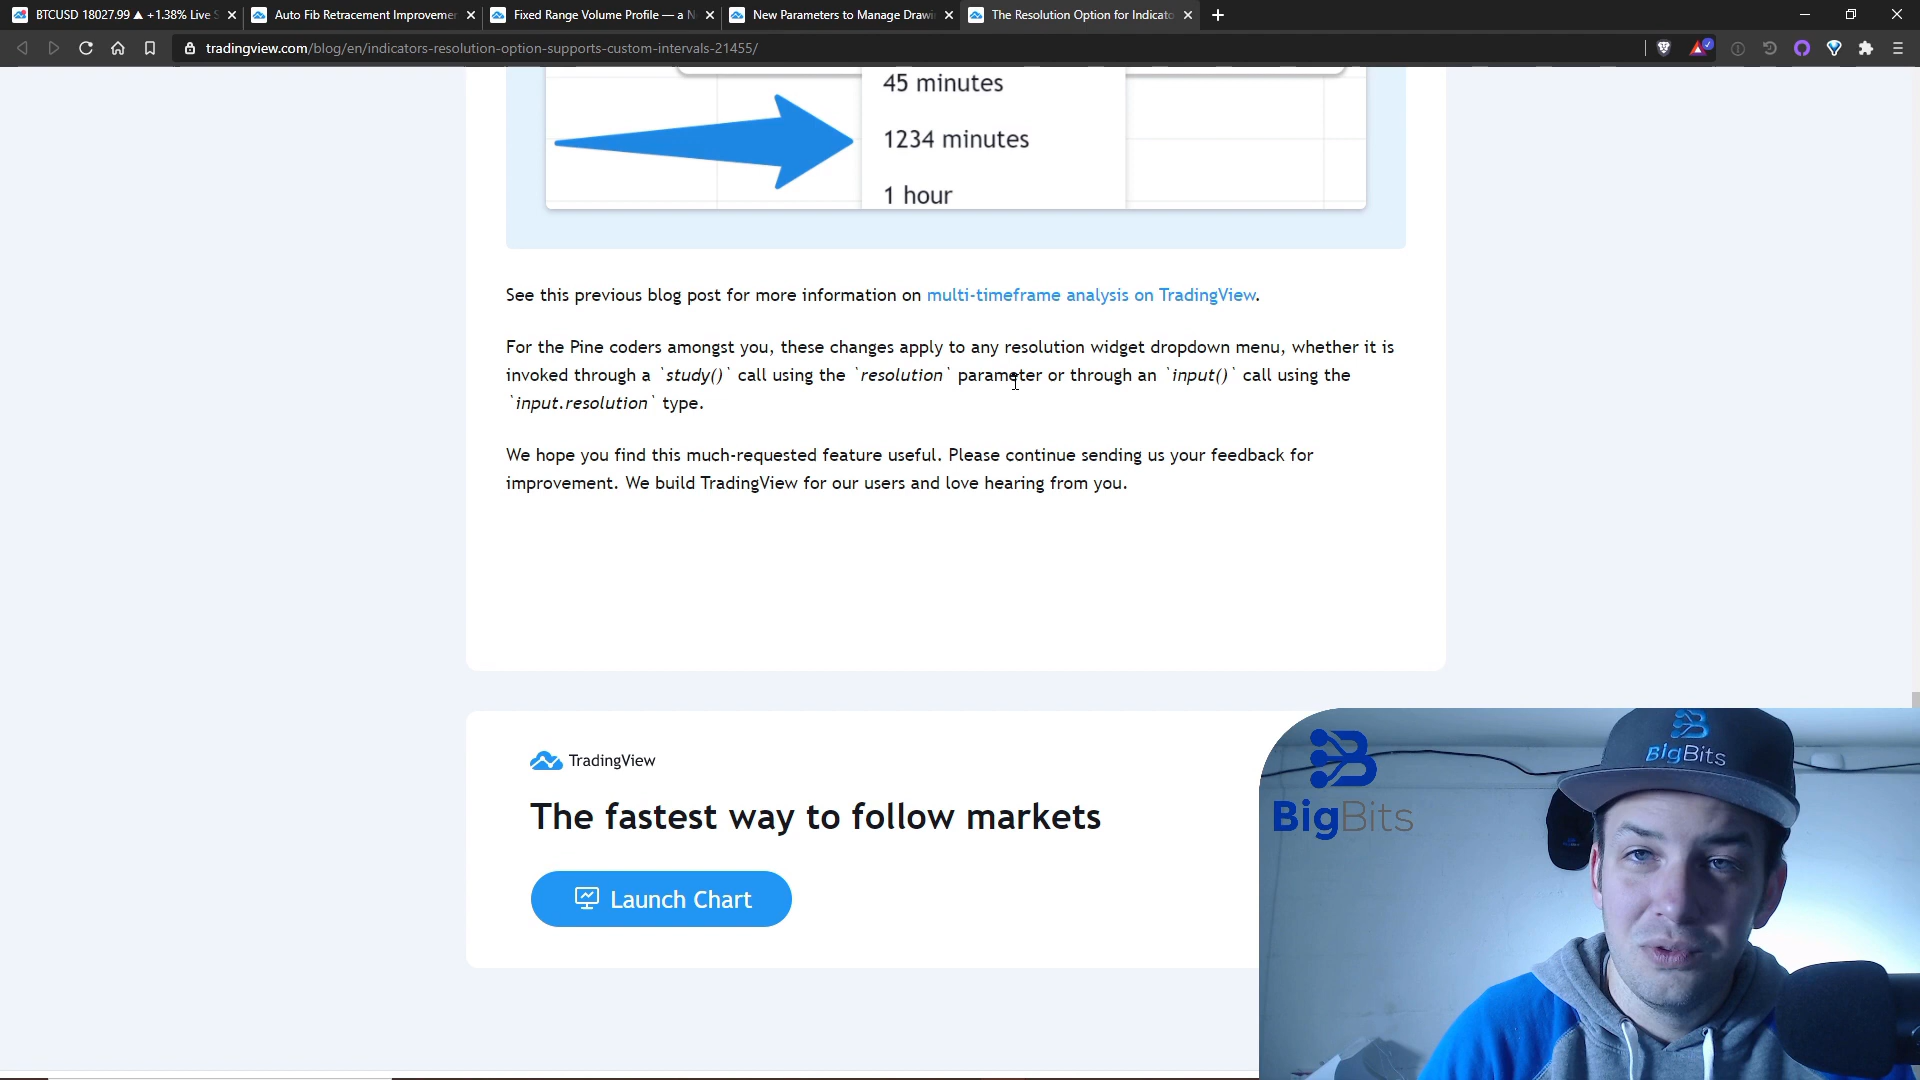 BTCUSD 18027.99 ▲ +1.38% Live S
Auto Fib Retracement Improvemen
Fixed Range Volume Profile — a N
New Parameters to Manage Drawi
The Resolution Option for Indicato
tradingview.com/blog/en/indicators-resolution-option-supports-custom-intervals-21455/
45 minutes
1234 minutes
1 hour
See this previous blog post for more information on multi-timeframe analysis on TradingView.
For the Pine coders amongst you, these changes apply to any resolution widget dropdown menu, whether it is
invoked through a `study()` call using the `resolution` parameter or through an `input()` call using the
`input.resolution` type.
We hope you find this much-requested feature useful. Please continue sending us your feedback for
improvement. We build TradingView for our users and love hearing from you.
TradingView
The fastest way to follow markets
Launch Chart
BigBits
BigBits